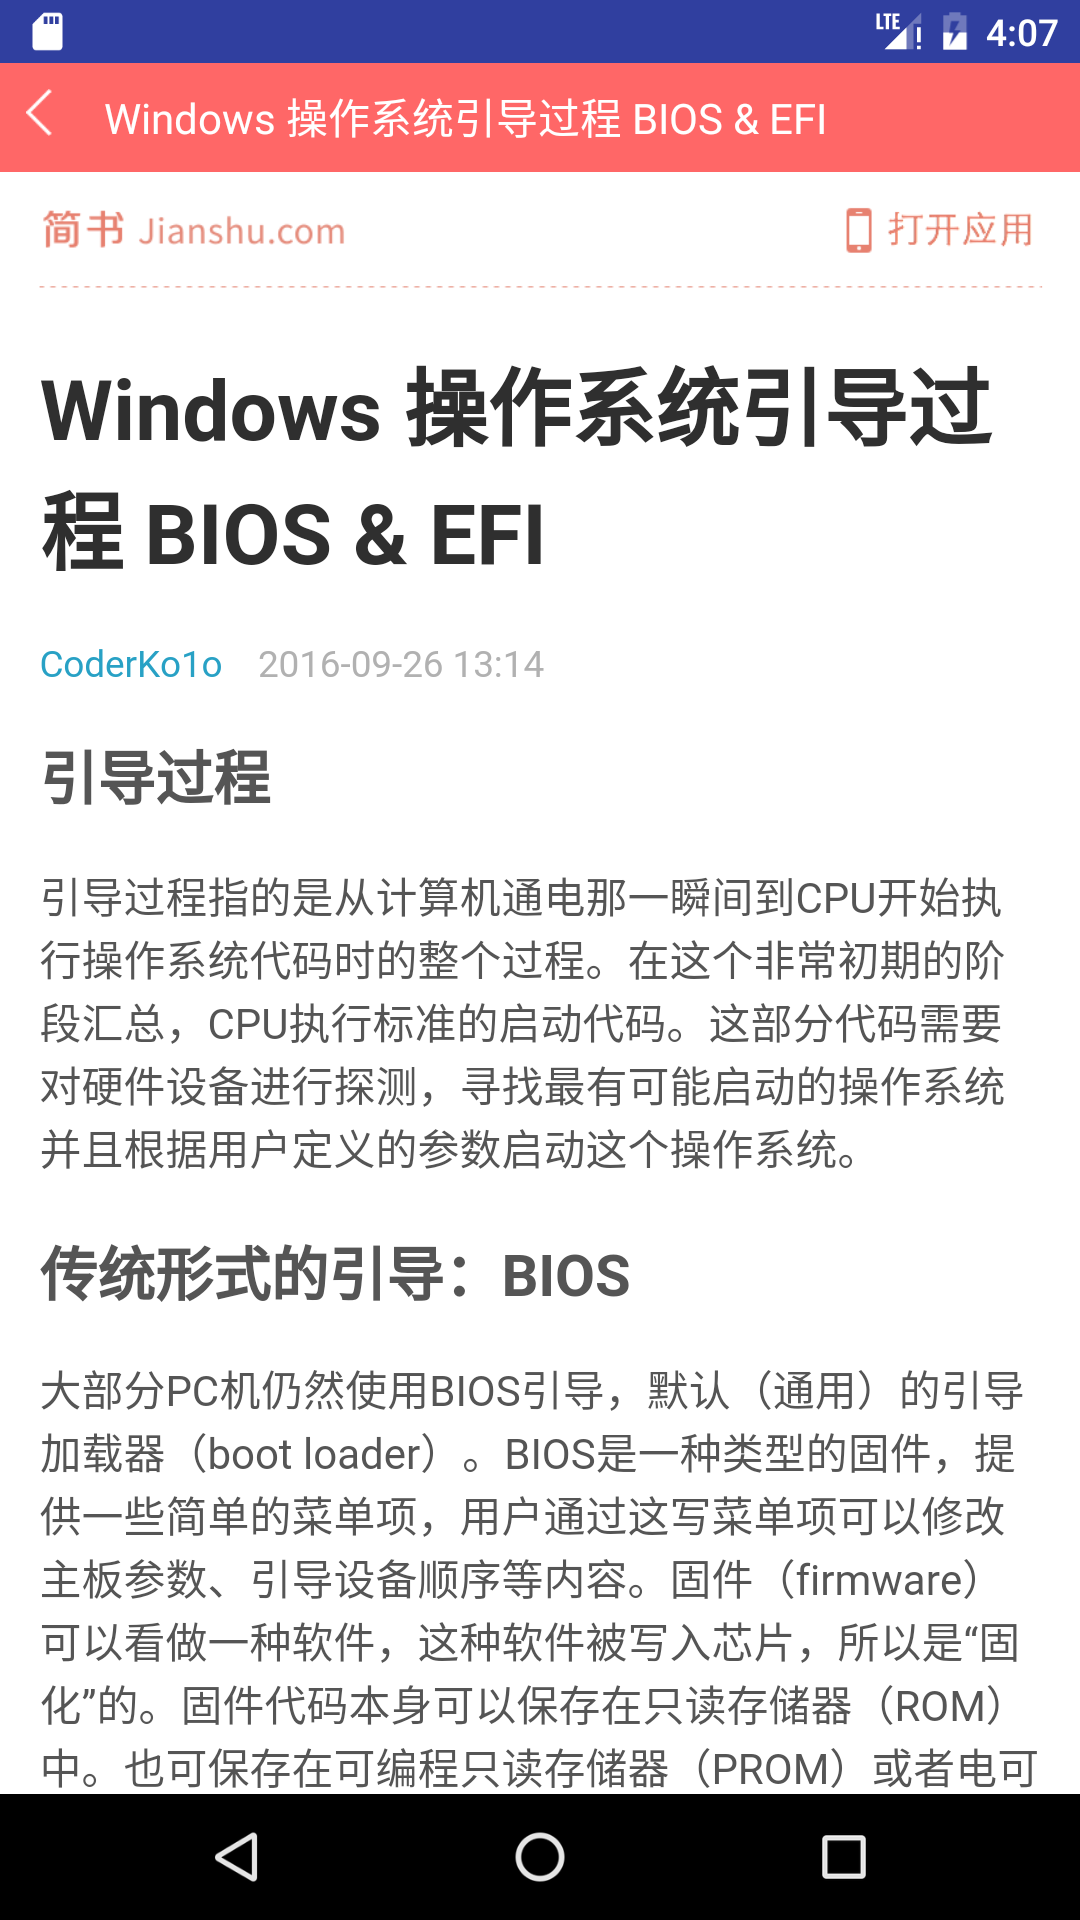 LTE 4:07
Windows 操作系统引导过程 BIOS & EFI
简书 Jianshu.com 打开应用
Windows 操作系统引导过
程 BIOS & EFI
CoderKo1o 2016-09-26 13:14
引导过程
引导过程指的是从计算机通电那一瞬间到CPU开始执
行操作系统代码时的整个过程。在这个非常初期的阶
段汇总，CPU执行标准的启动代码。这部分代码需要
对硬件设备进行探测，寻找最有可能启动的操作系统
并且根据用户定义的参数启动这个操作系统。
传统形式的引导：BIOS
大部分PC机仍然使用BIOS引导，默认（通用）的引导
加载器（boot loader）。BIOS是一种类型的固件，提
供一些简单的菜单项，用户通过这写菜单项可以修改
主板参数、引导设备顺序等内容。固件（firmware）
可以看做一种软件，这种软件被写入芯片，所以是“固
化”的。固件代码本身可以保存在只读存储器（ROM）
中。也可保存在可编程只读存储器（PROM）或者电可